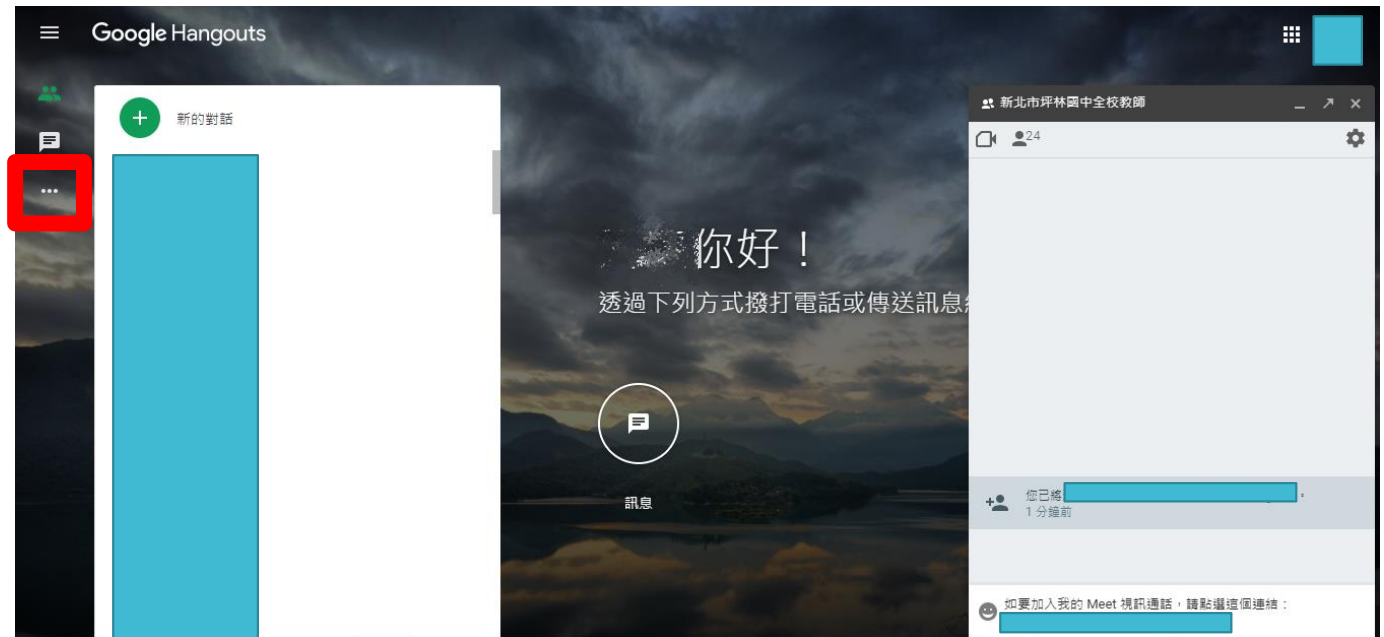 Google Hangouts
新的對話
你好！
透過下列方式撥打電話或傳送訊息
訊息
新北市坪林國中全校教師
24
您已將
1 分鐘前
如要加入我的 Meet 視訊通話，請點選這個連結：